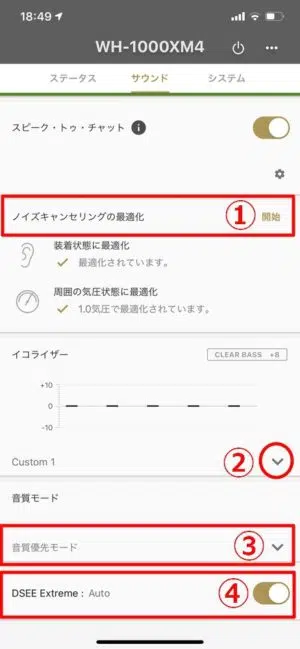 18:49
WH-1000XM4
ステータス サウンド システム
スピーク・トゥ・チャット
ノイズキャンセリングの最適化 ① 開始
装着状態に最適化
最適化されています。
周囲の気圧状態に最適化
1.0気圧で最適化されています。
イコライザー CLEAR BASS +8
+10
0
-10
Custom 1 ②
音質モード
音質優先モード ③
DSEE Extreme : Auto ④